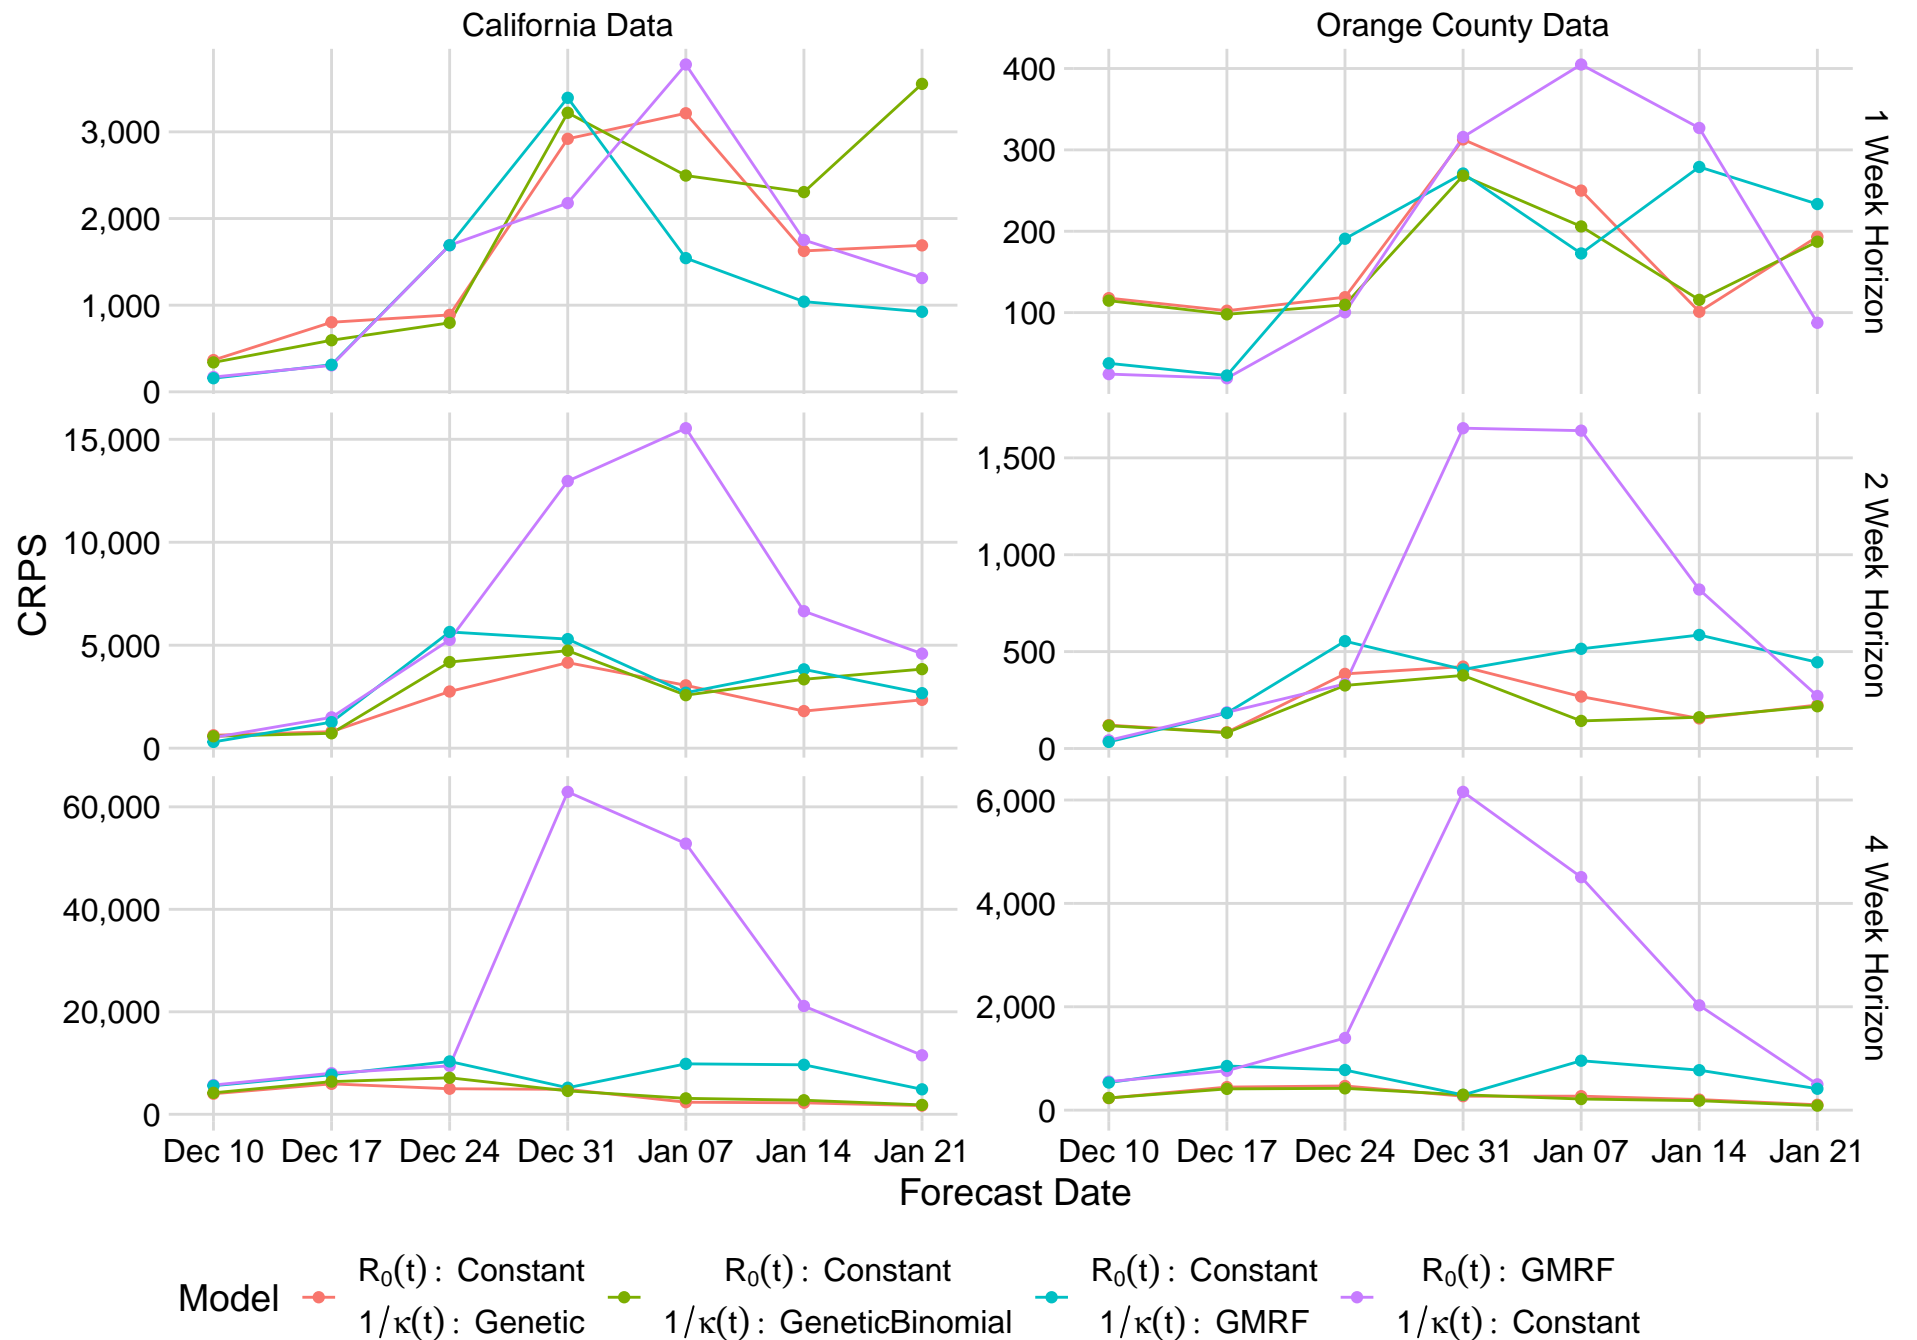 California Data
Orange County Data
3,000
2,000
1,000
0
400
300
200
100
1 Week Horizon
15,000
10,000
5,000
0
1,500
1,000
500
0
2 Week Horizon
CRPS
60,000
40,000
20,000
0
6,000
4,000
2,000
0
4 Week Horizon
Dec 10 Dec 17 Dec 24 Dec 31 Jan 07 Jan 14 Jan 21
Dec 10 Dec 17 Dec 24 Dec 31 Jan 07 Jan 14 Jan 21
Forecast Date
Model
R₀(t) : Constant
1/κ(t) : Genetic
R₀(t) : Constant
1/κ(t) : GeneticBinomial
R₀(t) : Constant
1/κ(t) : GMRF
R₀(t) : GMRF
1/κ(t) : Constant